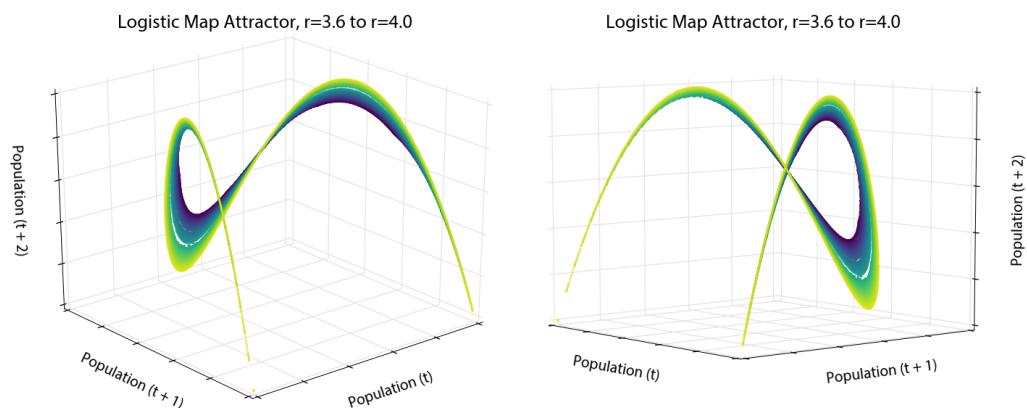 Logistic Map Attractor, r=3.6 to r=4.0
Population (t + 2)
Population (t + 1)
Population (t)
Logistic Map Attractor, r=3.6 to r=4.0
Population (t + 2)
Population (t)
Population (t + 1)